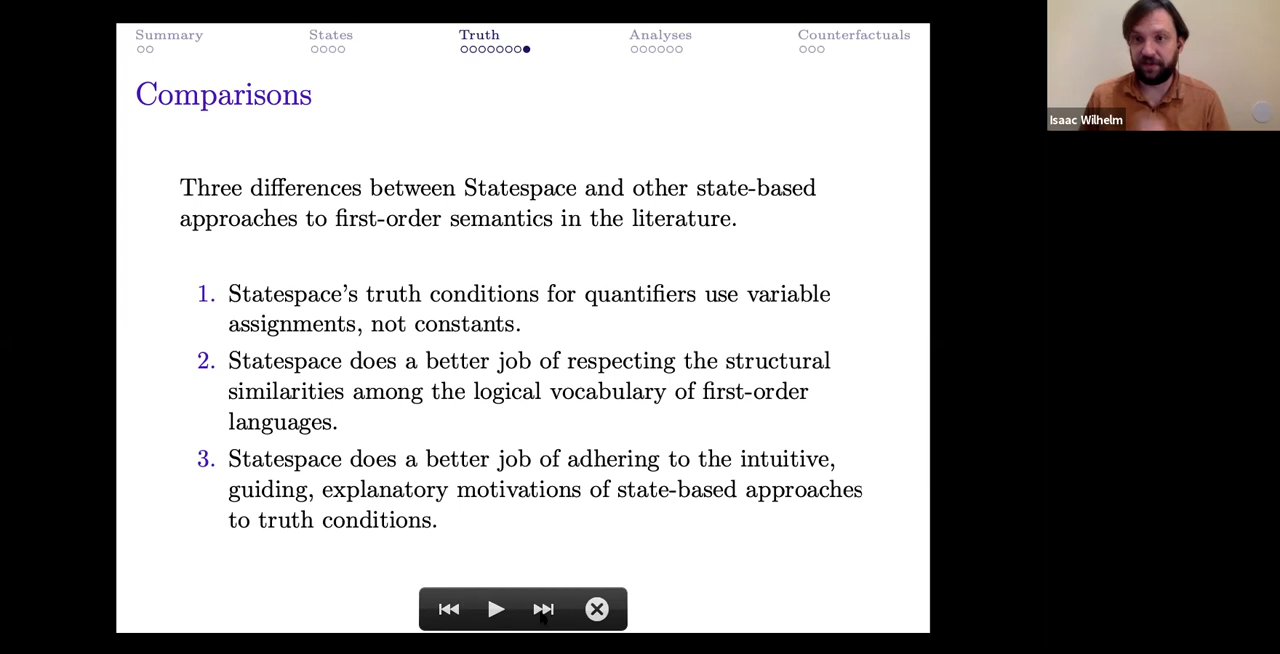 Summary States Truth Analyses Counterfactuals
Comparisons
Three differences between Statespace and other state-based
approaches to first-order semantics in the literature.
1. Statespace's truth conditions for quantifiers use variable
assignments, not constants.
2. Statespace does a better job of respecting the structural
similarities among the logical vocabulary of first-order
languages.
3. Statespace does a better job of adhering to the intuitive,
guiding, explanatory motivations of state-based approaches
to truth conditions.
Isaac Wilhelm